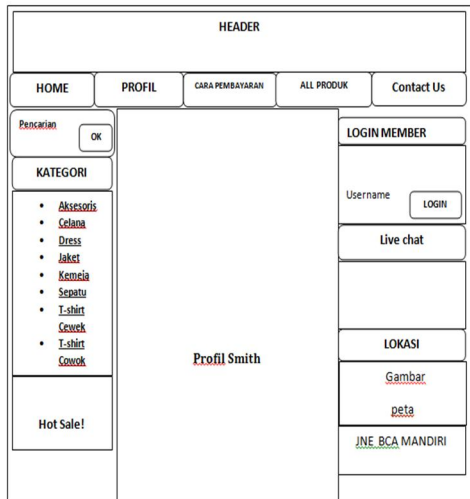 HEADER
HOME
PROFIL
CARA PEMBAYARAN
ALL PRODUK
Contact Us
Pencarian
OK
KATEGORI
Aksesoris
Celana
Dress
Jaket
Kemeja
Sepatu
T-shirt
Cewek
T-shirt
Cowok
Hot Sale!
Profil Smith
LOGIN MEMBER
Username
LOGIN
Live chat
LOKASI
Gambar
peta
JNE BCA MANDIRI